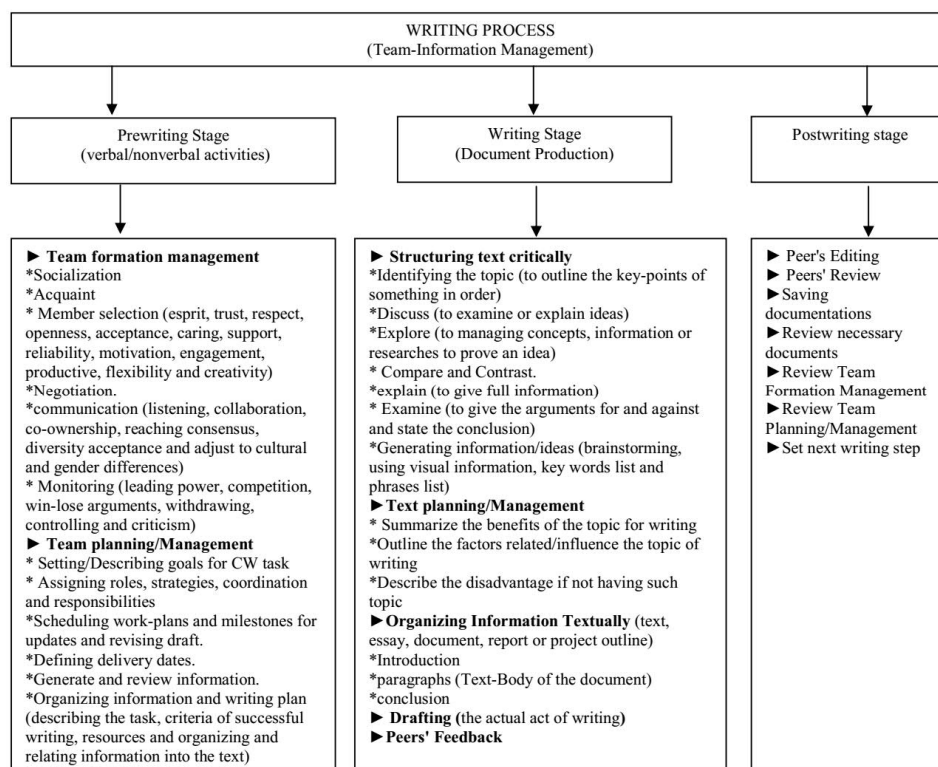 WRITING PROCESS
(Team-Information Management)
Prewriting Stage
(verbal/nonverbal activities)
Writing Stage
(Document Production)
Postwriting stage
► Team formation management
*Socialization
*Acquaint
* Member selection (esprit, trust, respect,
openness, acceptance, caring, support,
reliability, motivation, engagement,
productive, flexibility and creativity)
*Negotiation.
*communication (listening, collaboration,
co-ownership, reaching consensus,
diversity acceptance and adjust to cultural
and gender differences)
* Monitoring (leading power, competition,
win-lose arguments, withdrawing,
controlling and criticism)
► Team planning/Management
* Setting/Describing goals for CW task
* Assigning roles, strategies, coordination
and responsibilities
*Scheduling work-plans and milestones for
updates and revising draft.
*Defining delivery dates.
*Generate and review information.
*Organizing information and writing plan
(describing the task, criteria of successful
writing, resources and organizing and
relating information into the text)
► Structuring text critically
*Identifying the topic (to outline the key-points of
something in order)
*Discuss (to examine or explain ideas)
*Explore (to managing concepts, information or
researches to prove an idea)
* Compare and Contrast.
*explain (to give full information)
* Examine (to give the arguments for and against
and state the conclusion)
*Generating information/ideas (brainstorming,
using visual information, key words list and
phrases list)
►Text planning/Management
* Summarize the benefits of the topic for writing
*Outline the factors related/influence the topic of
writing
*Describe the disadvantage if not having such
topic
►Organizing Information Textually (text,
essay, document, report or project outline)
*Introduction
*paragraphs (Text-Body of the document)
*conclusion
► Drafting (the actual act of writing)
►Peers' Feedback
► Peer's Editing
► Peers' Review
►Saving
documentations
►Review necessary
documents
► Review Team
Formation Management
►Review Team
Planning/Management
►Set next writing step